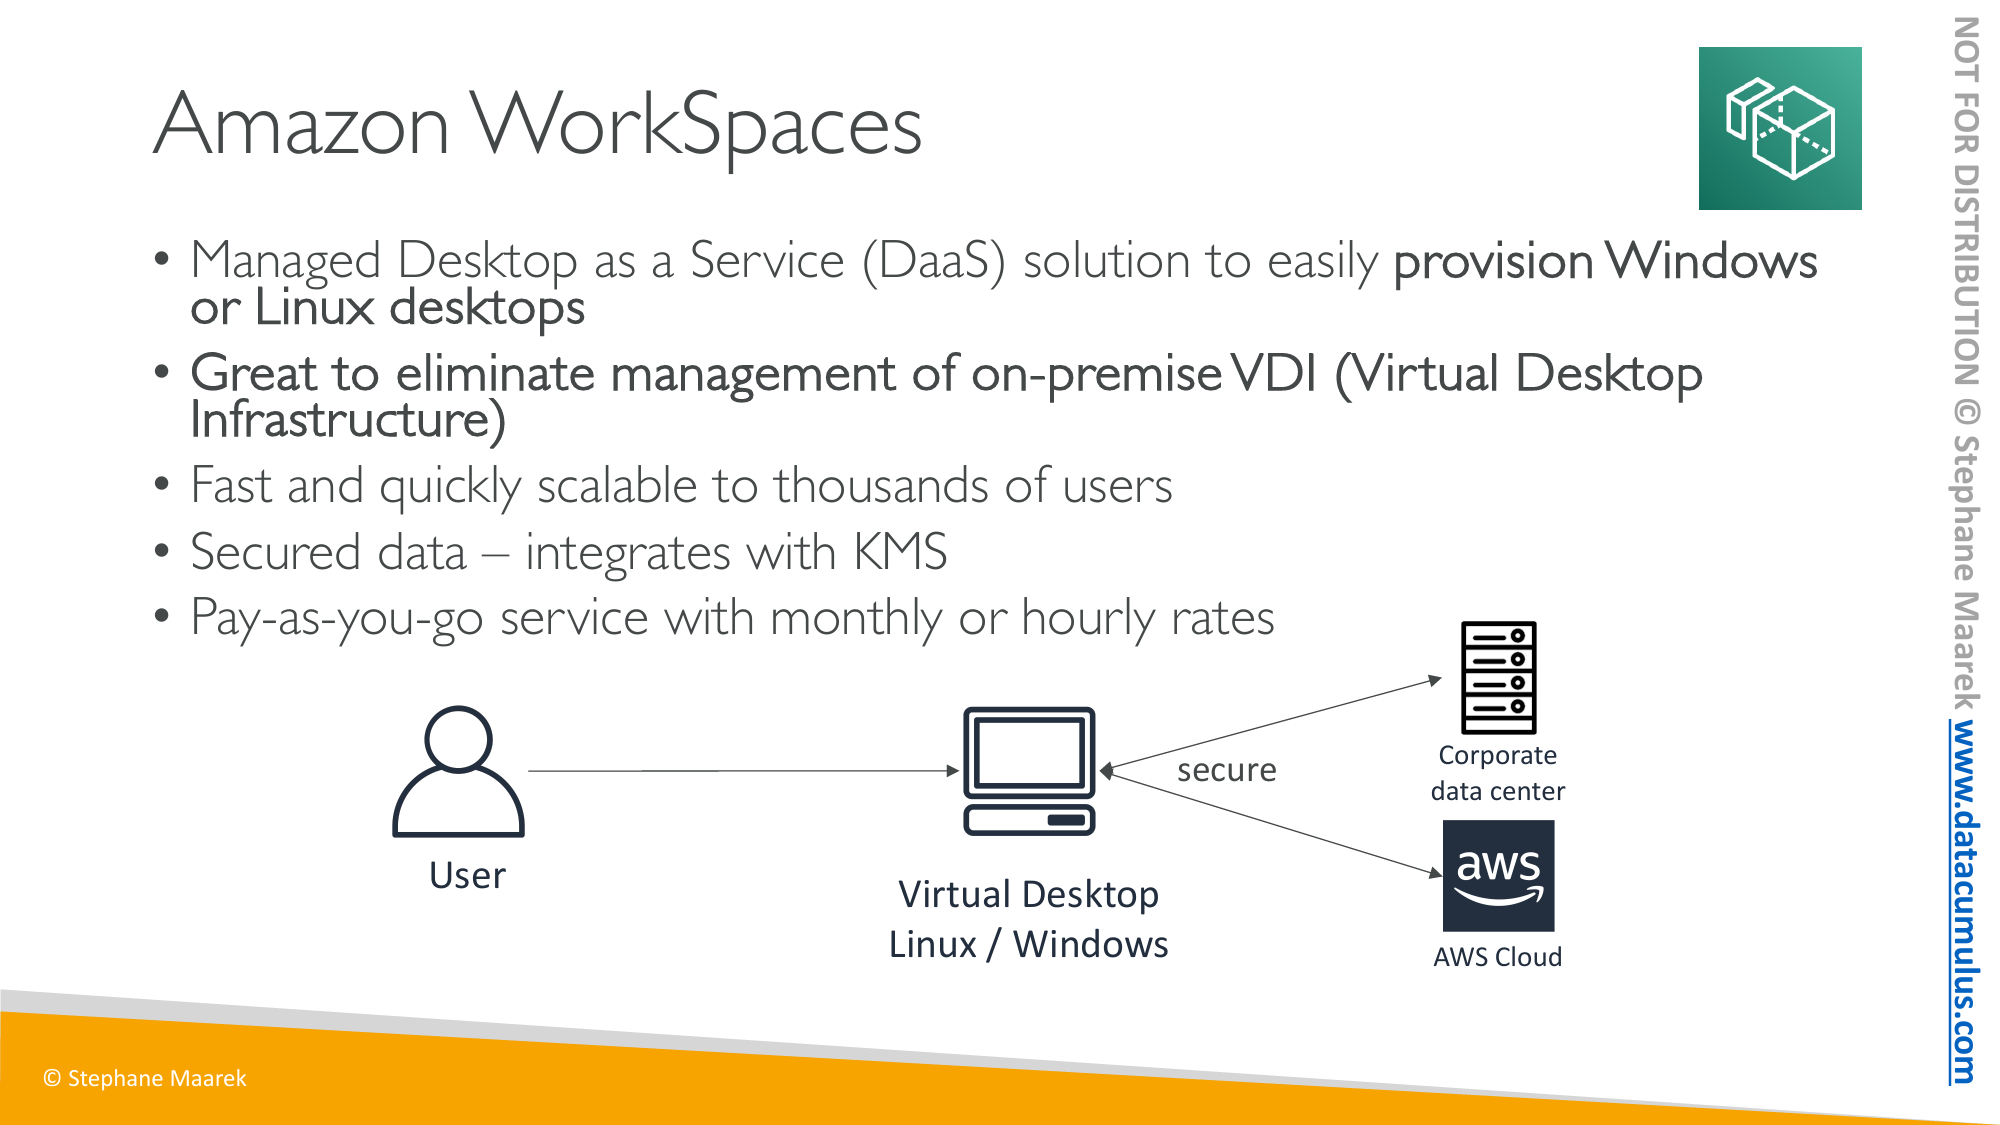 Amazon WorkSpaces
• Managed Desktop as a Service (DaaS) solution to easily provision Windows
or Linux desktops
• Great to eliminate management of on-premise VDI (Virtual Desktop
Infrastructure)
• Fast and quickly scalable to thousands of users
• Secured data – integrates with KMS
• Pay-as-you-go service with monthly or hourly rates
User
Virtual Desktop
Linux / Windows
secure
Corporate
data center
aws
AWS Cloud
© Stephane Maarek
NOT FOR DISTRIBUTION © Stephane Maarek www.datacumulus.com